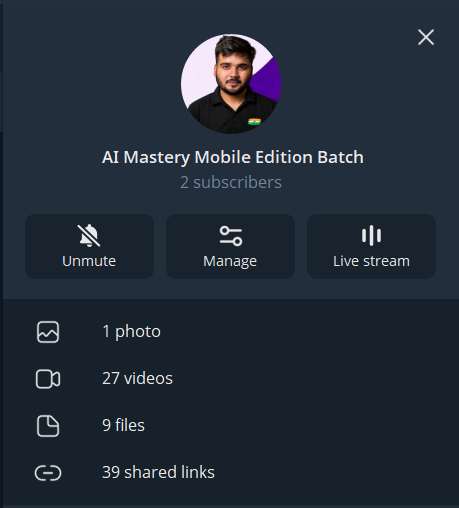 AI Mastery Mobile Edition Batch
2 subscribers
Unmute
Manage
Live stream
1 photo
27 videos
9 files
39 shared links